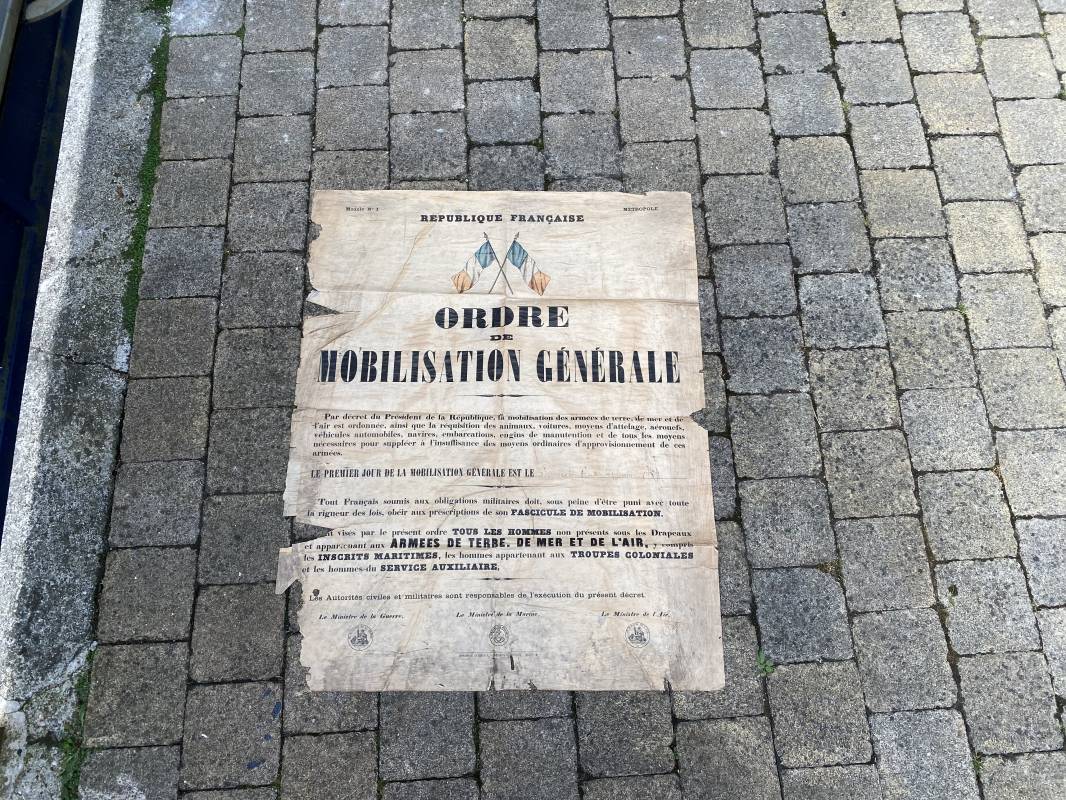 Modèle N° 1
MÉTROPOLE
RÉPUBLIQUE FRANÇAISE
ORDRE
DE
MOBILISATION GÉNÉRALE
Par décret du Président de la République, la mobilisation des armées de terre, de mer et de
l'air est ordonnée, ainsi que la réquisition des animaux, voitures, moyens d'attelage, aéronefs,
véhicules automobiles, navires, embarcations, engins de manutention et de tous les moyens
nécessaires pour suppléer à l'insuffisance des moyens ordinaires d'approvisionnement de ces
armées.
LE PREMIER JOUR DE LA MOBILISATION GÉNÉRALE EST LE
Tout Français soumis aux obligations militaires doit, sous peine d'être puni avec toute
la rigueur des lois, obéir aux prescriptions de son FASCICULE DE MOBILISATION.
visés par le présent ordre TOUS LES HOMMES non présents sous les Drapeaux
et appartenant aux ARMÉES DE TERRE, DE MER ET DE L'AIR, y compris
les INSCRITS MARITIMES, les hommes appartenant aux TROUPES COLONIALES
et les hommes du SERVICE AUXILIAIRE.
Les Autorités civiles et militaires sont responsables de l'exécution du présent décret.
Le Ministre de la Guerre,
Le Ministre de la Marine,
Le Ministre de l'Air,